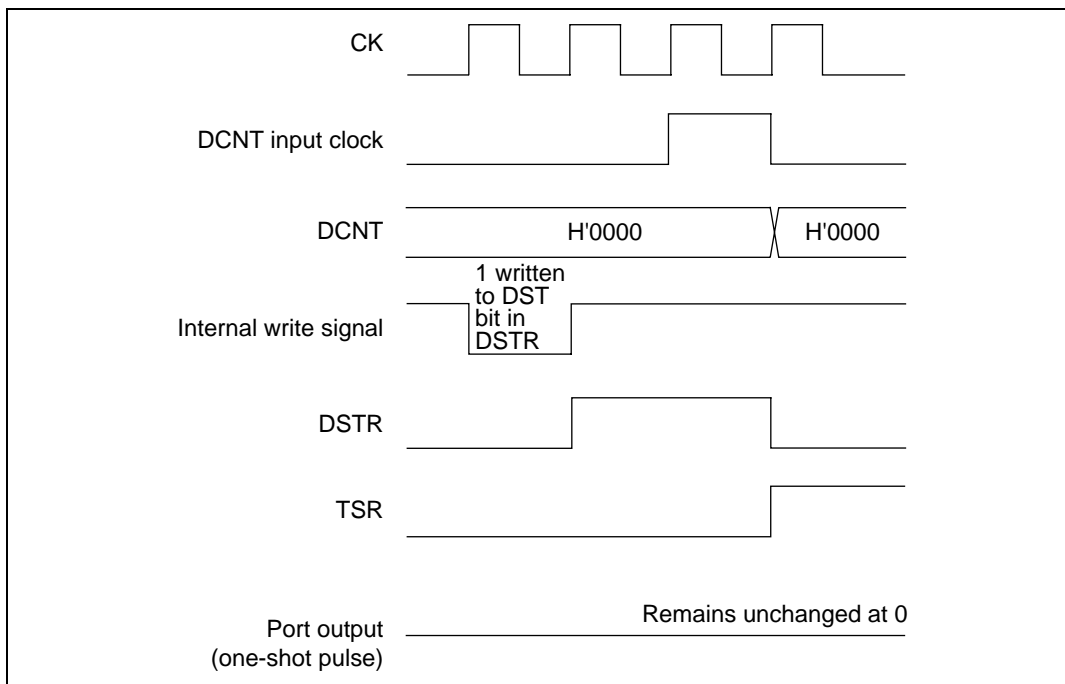 CK
DCNT input clock
DCNT
H'0000
H'0000
1 written
to DST
bit in
DSTR
Internal write signal
DSTR
TSR
Remains unchanged at 0
Port output
(one-shot pulse)